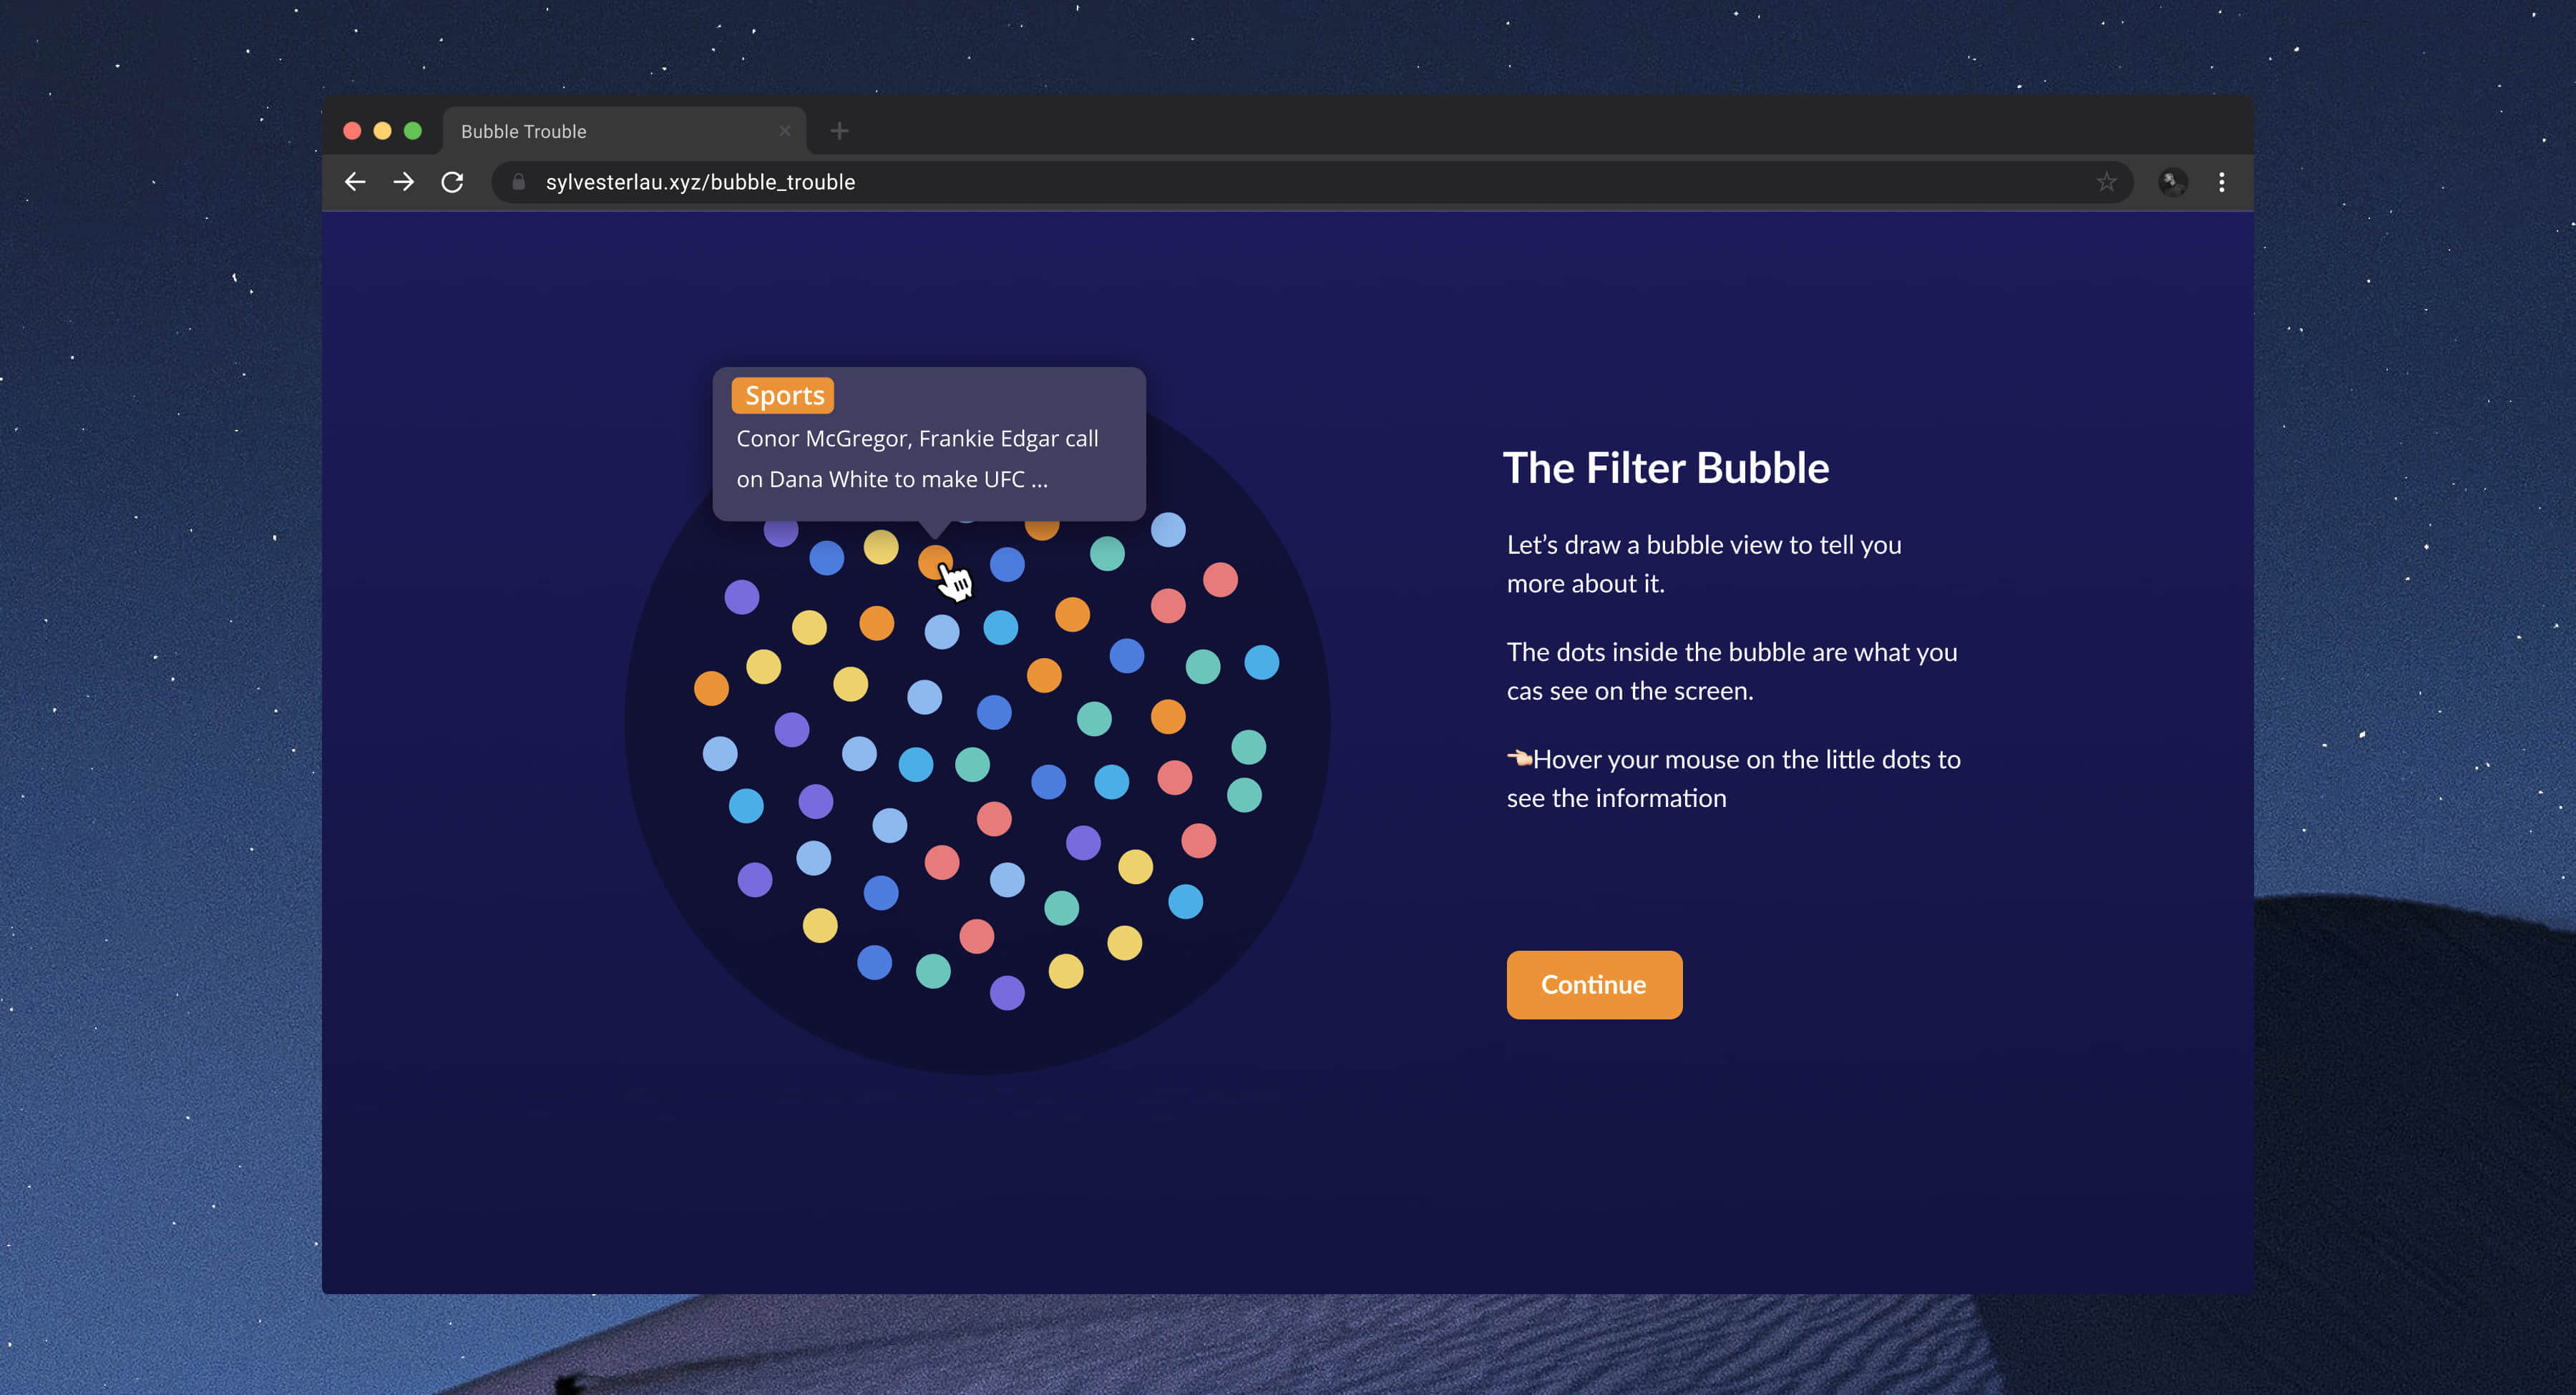 Bubble Trouble
sylvesterlau.xyz/bubble_trouble
Sports
Conor McGregor, Frankie Edgar call
on Dana White to make UFC ...
The Filter Bubble
Let’s draw a bubble view to tell you
more about it.
The dots inside the bubble are what you
cas see on the screen.
👈🏻Hover your mouse on the little dots to
see the information
Continue